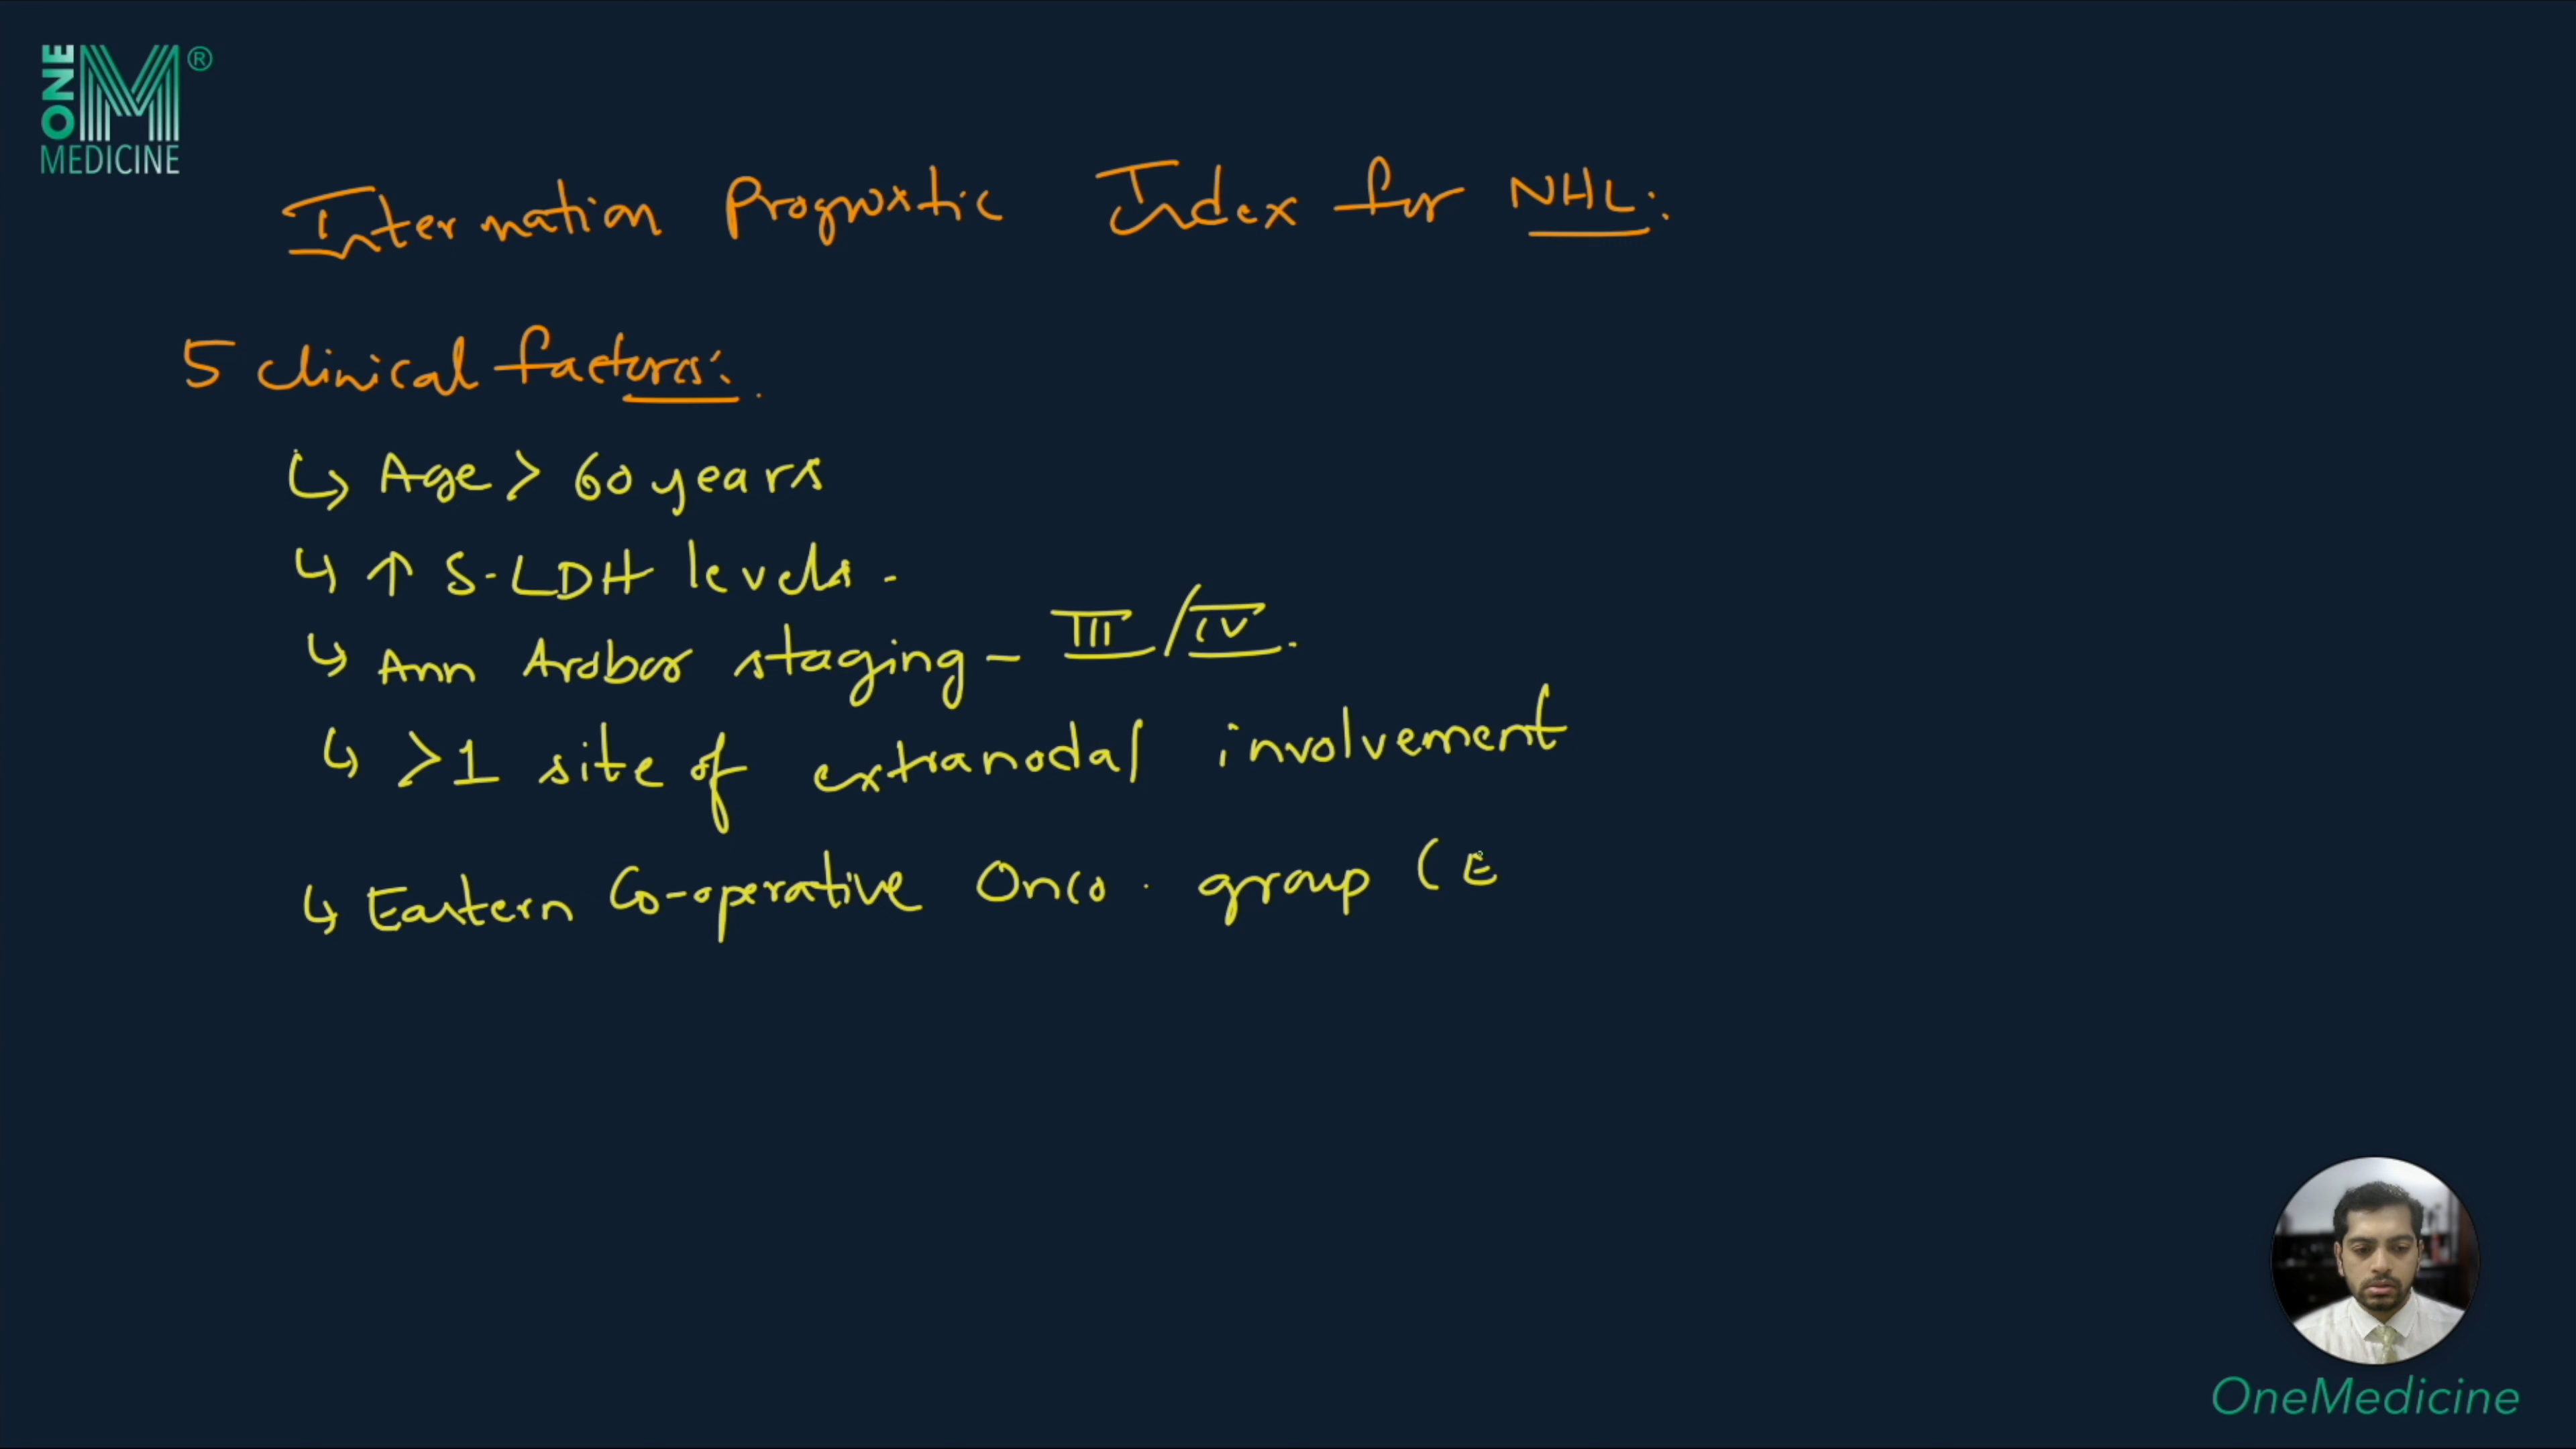 ONE
M®
MEDICINE
Internation Prognostic Index for NHL:
5 clinical factors:.
↳ Age > 60 years
↳ ↑ S-LDH levels.
↳ Ann Arbor staging - III/IV.
↳ >1 site of extranodal involvement
↳ Eastern Co-operative Onco. group (E
OneMedicine